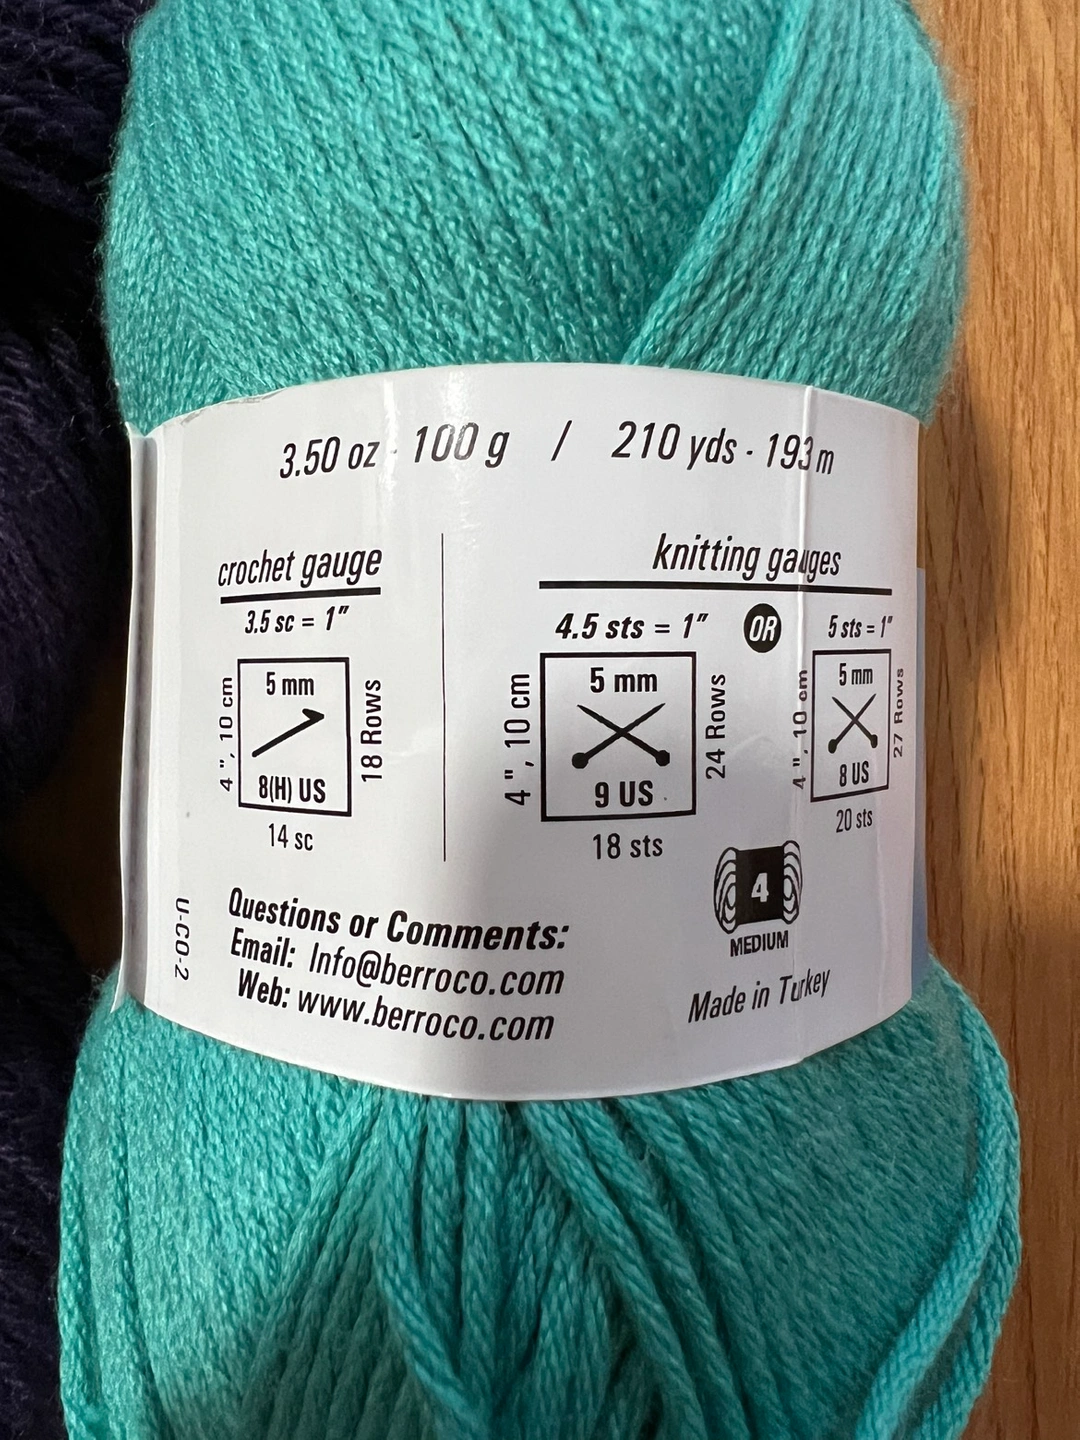 3.50 oz - 100 g / 210 yds - 193 m
crochet gauge
3.5 sc = 1"
5 mm
4", 10 cm
18 Rows
8(H) US
14 sc
knitting gauges
4.5 sts = 1"
OR
5 sts = 1"
5 mm
4", 10 cm
24 Rows
9 US
18 sts
5 mm
4", 10 cm
27 Rows
8 US
20 sts
4
MEDIUM
U-CO-2
Questions or Comments:
Email: Info@berroco.com
Web: www.berroco.com
Made in Turkey